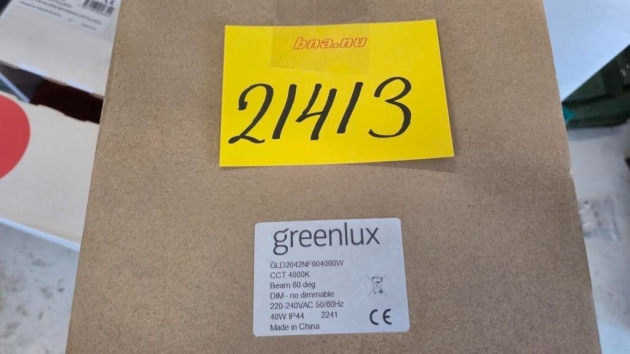 bna.nu
21413
greenlux
GLD2042NF904060W
CCT 4000K
Beam 60 deg
DIM - no dimmable
220-240VAC 50/60Hz
40W IP44 2241
Made in China
CE